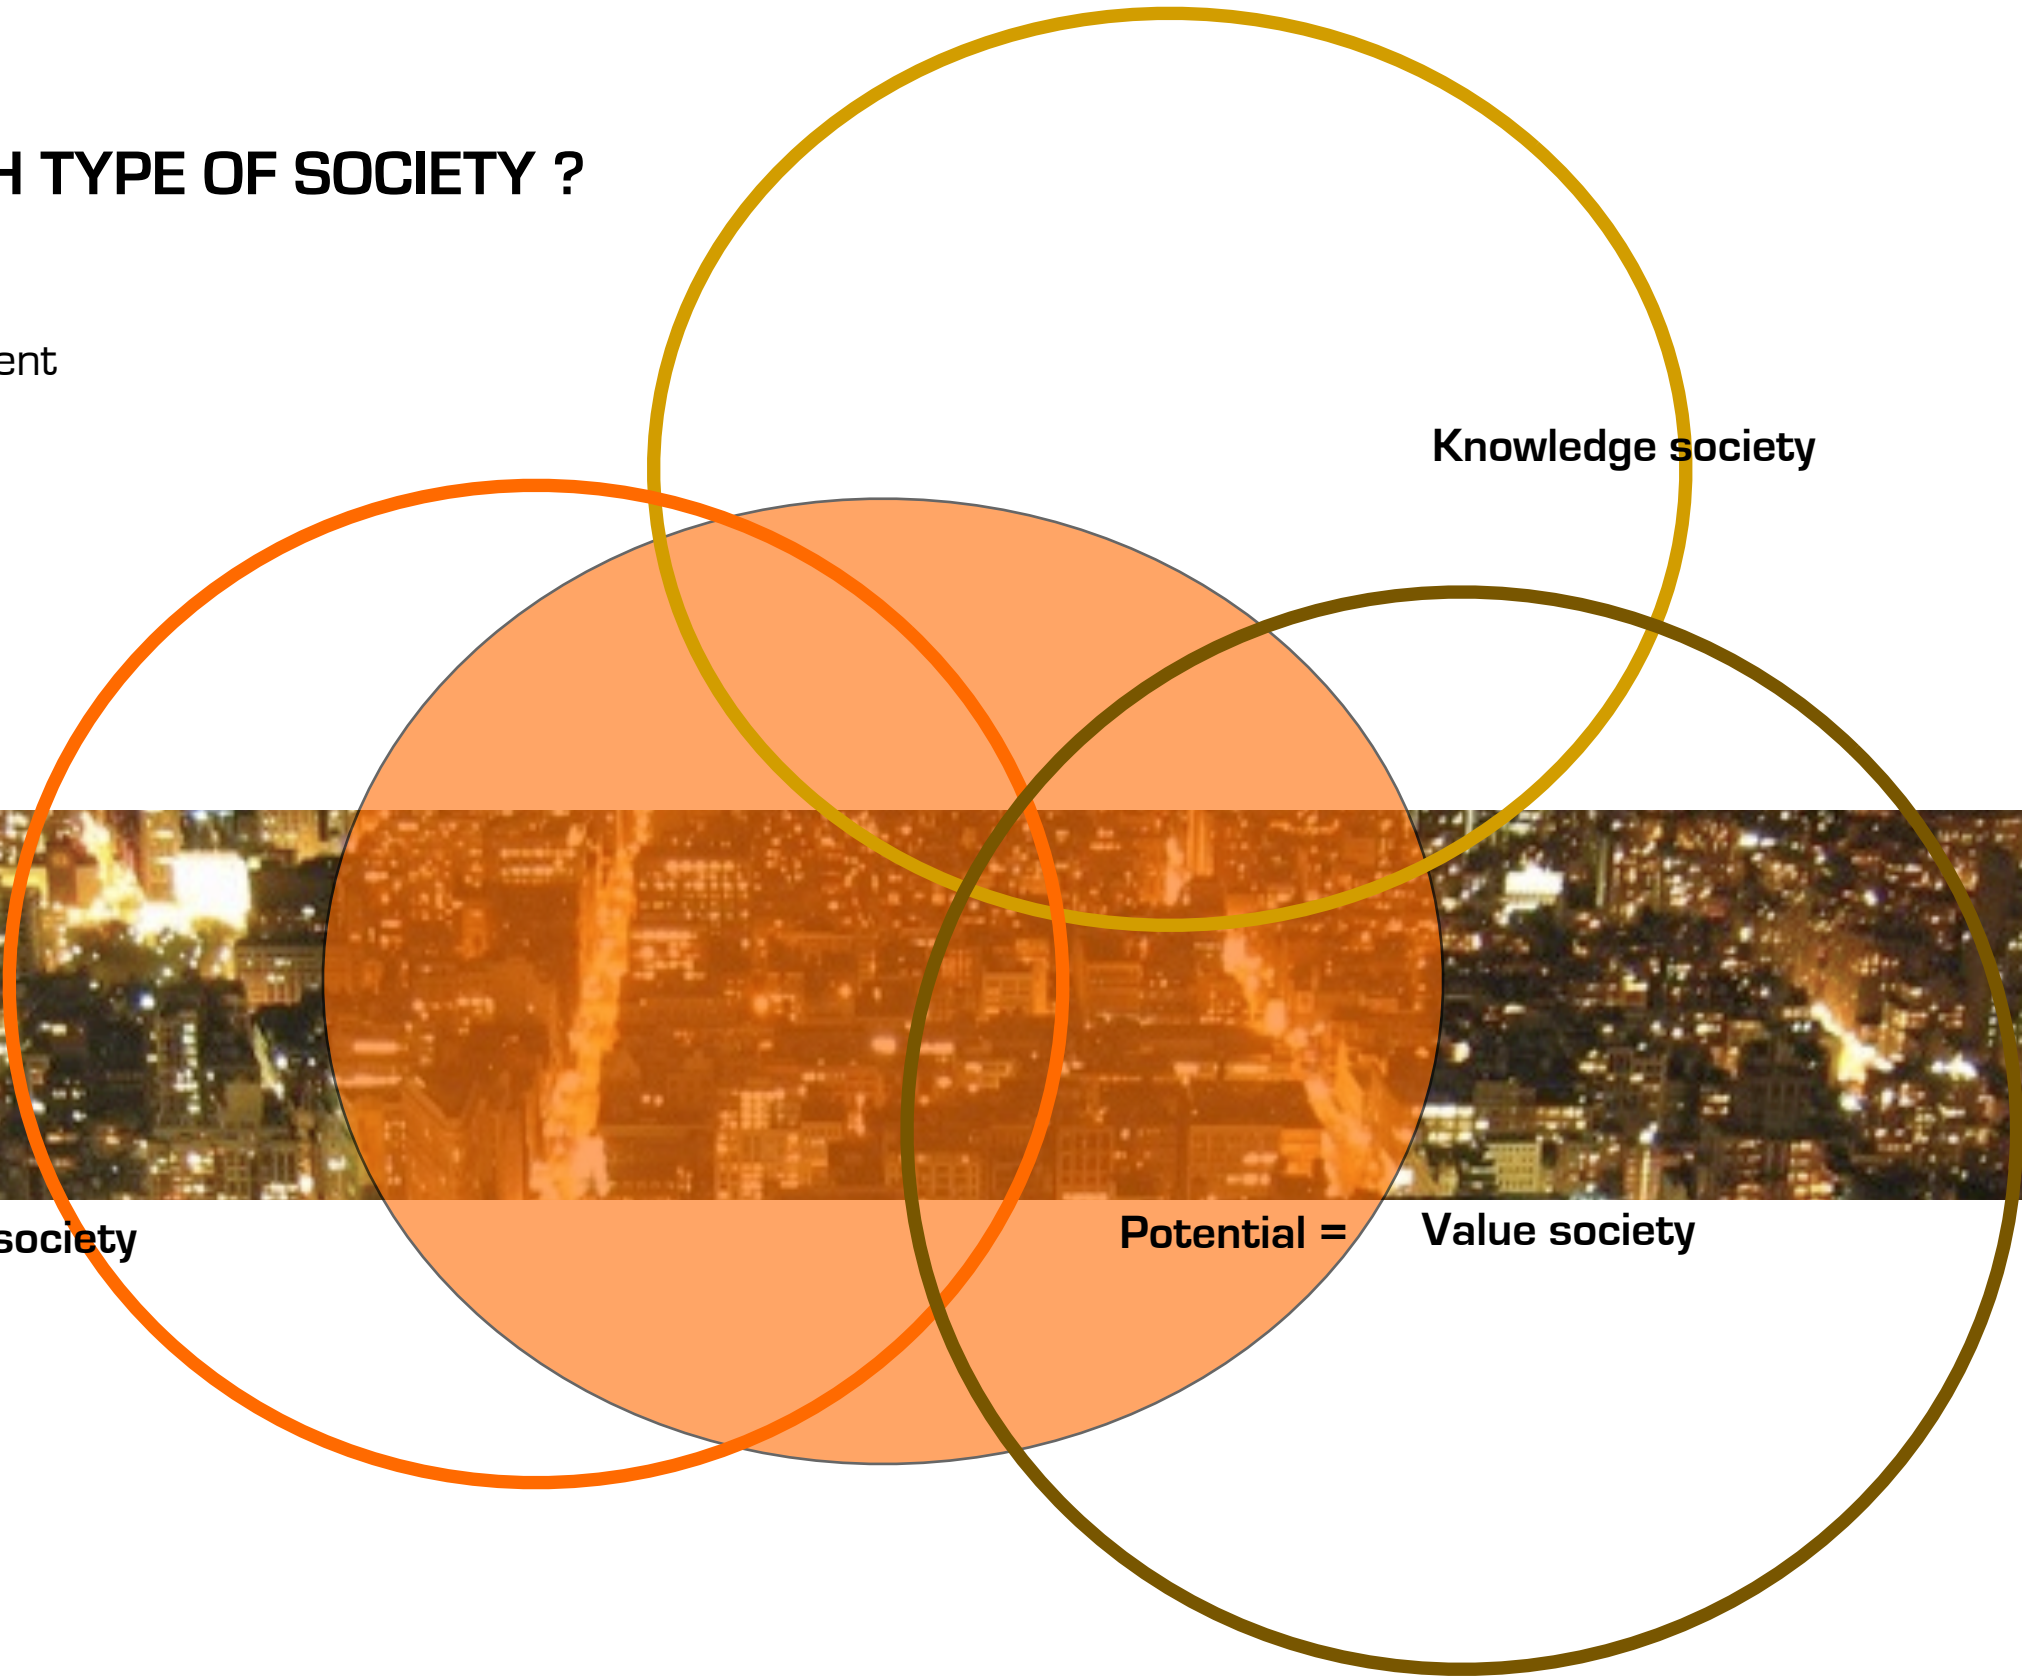 H TYPE OF SOCIETY ?
ent
Knowledge society
society
Potential =
Value society